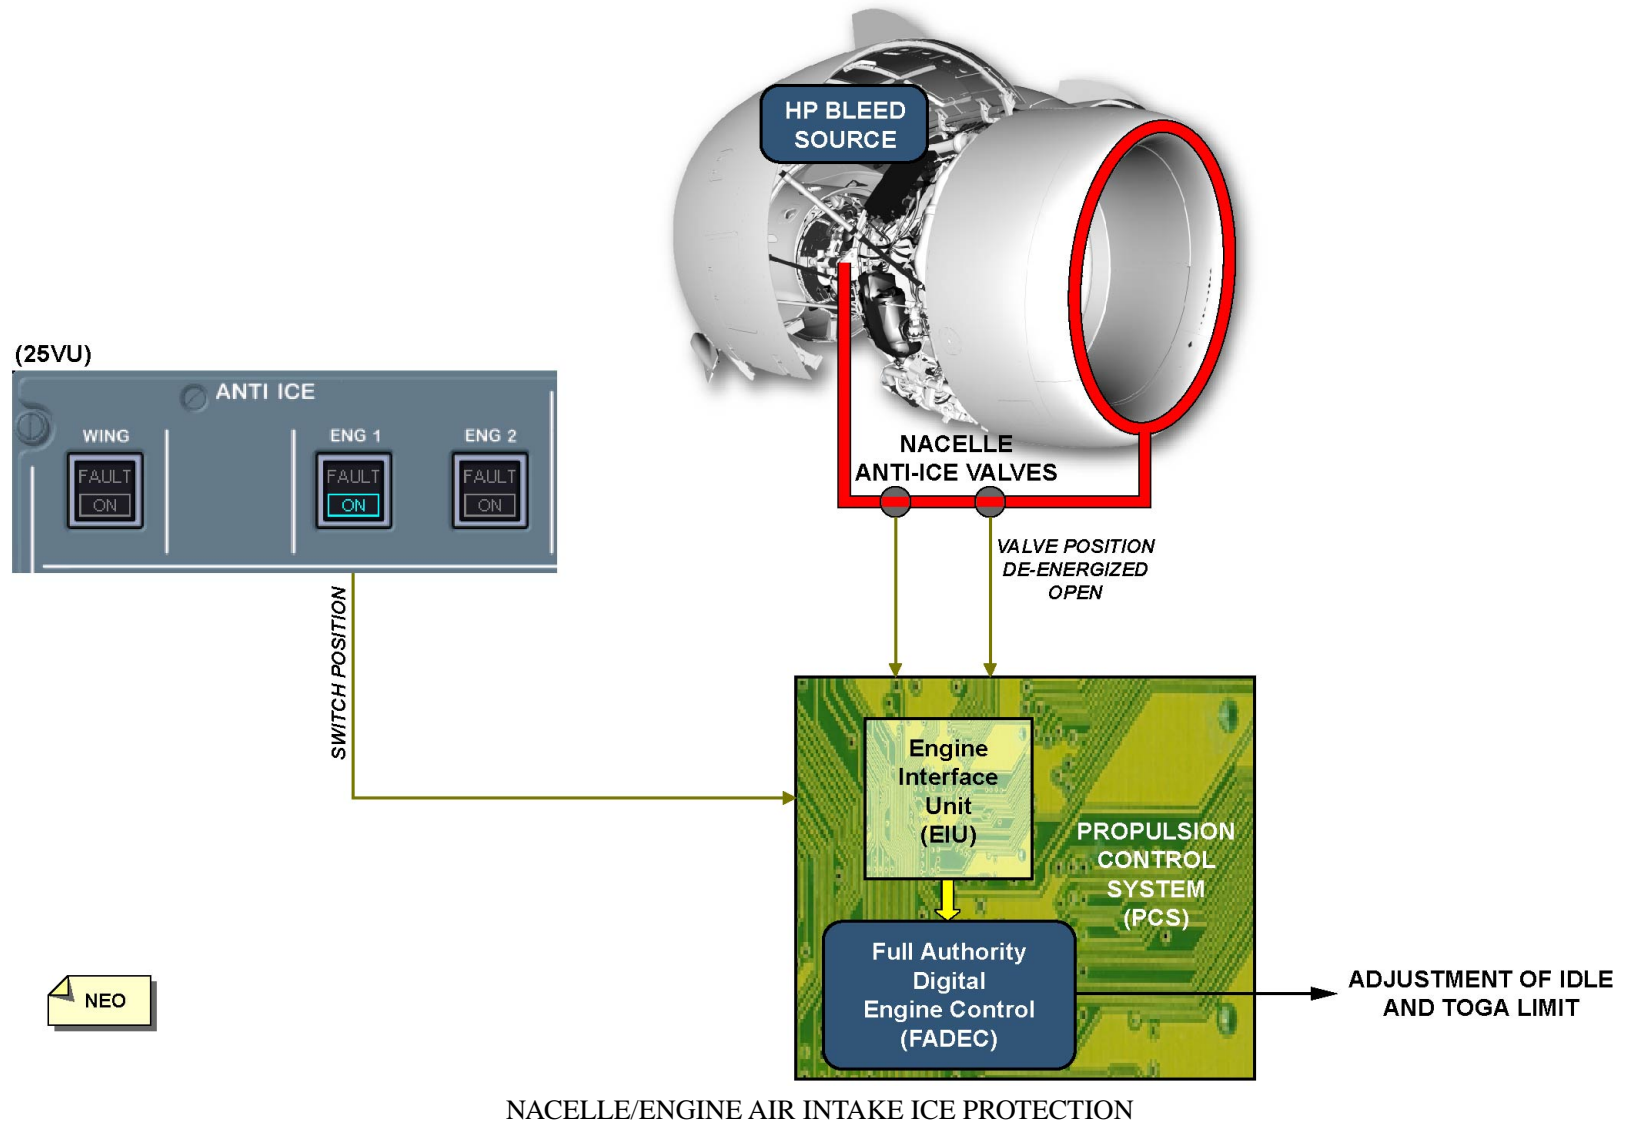 HP BLEED
SOURCE
(25VU)
ANTI ICE
WING
ENG 1
ENG 2
FAULT
ON
FAULT
ON
FAULT
ON
NACELLE
ANTI-ICE VALVES
VALVE POSITION
DE-ENERGIZED
OPEN
SWITCH POSITION
Engine
Interface
Unit
(EIU)
PROPULSION
CONTROL
SYSTEM
(PCS)
Full Authority
Digital
Engine Control
(FADEC)
ADJUSTMENT OF IDLE
AND TOGA LIMIT
NEO
NACELLE/ENGINE AIR INTAKE ICE PROTECTION